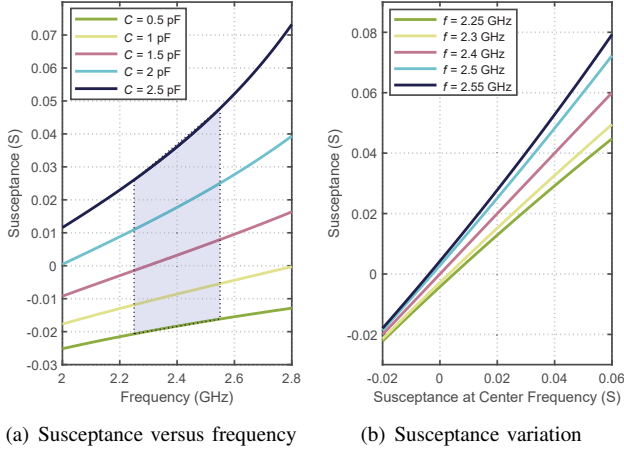 C = 0.5 pF
C = 1 pF
C = 1.5 pF
C = 2 pF
C = 2.5 pF
0.07
0.06
0.05
0.04
0.03
0.02
0.01
0
-0.01
-0.02
-0.03
Susceptance (S)
2
2.2
2.4
2.6
2.8
Frequency (GHz)
(a) Susceptance versus frequency
f = 2.25 GHz
f = 2.3 GHz
f = 2.4 GHz
f = 2.5 GHz
f = 2.55 GHz
0.08
0.06
0.04
0.02
0
-0.02
Susceptance (S)
-0.02
0
0.02
0.04
0.06
Susceptance at Center Frequency (S)
(b) Susceptance variation